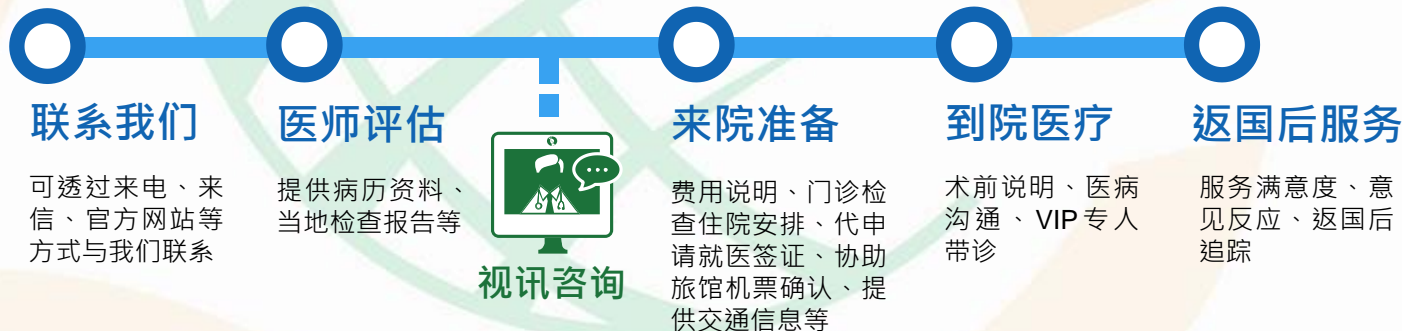 联系我们
可透过来电、来
信、官方网站等
方式与我们联系
医师评估
提供病历资料、
当地检查报告等
视讯咨询
来院准备
费用说明、门诊检
查住院安排、代申
请就医签证、协助
旅馆机票确认、提
供交通信息等
到院医疗
术前说明、医病
沟通、VIP专人
带诊
返国后服务
服务满意度、意
见反应、返国后
追踪